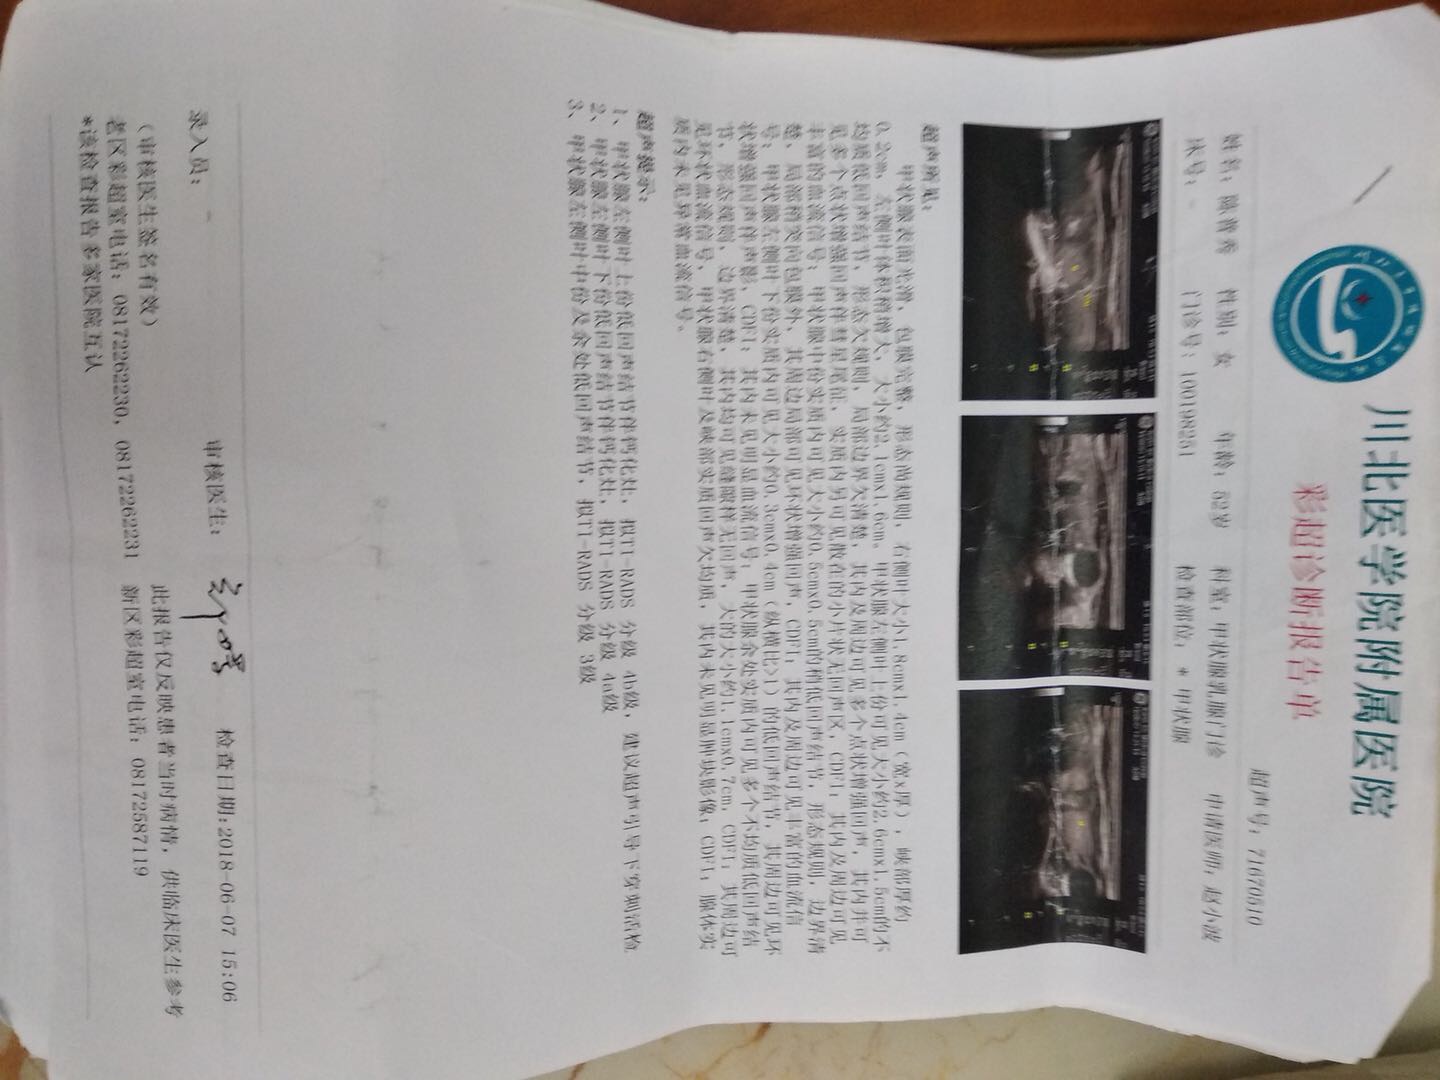 川北医学院附属医院
彩超诊断报告单
超声号: 71670810
姓名: 陈普秀 性别: 女 年龄: 52岁 科室: 甲状腺乳腺门诊 申请医师: 赵小波
床号: - 门诊号: 100198251 检查部位: * 甲状腺
超声所见:
甲状腺表面光滑, 包膜完整, 形态尚规则, 右侧叶大小1.8cmx1.4cm (宽x厚), 峡部厚约
0.2cm, 左侧叶体积稍增大, 大小约2.1cmx1.6cm。甲状腺左侧叶上份可见大小约2.6cmx1.5cm的不
均质低回声结节, 形态欠规则, 局部边界欠清楚, 其内及周边可见多个点状增强回声, 其内并可
见多个点状增强回声伴彗星尾征, 实质内另可见散在的小片状无回声区, CDFI: 其内及周边可见
丰富的血流信号; 甲状腺中份实质内可见大小约0.5cmx0.5cm的稍低回声结节, 形态规则, 边界清
楚, 局部稍突向包膜外, 其周边局部可见环状增强回声, CDFI: 其内及周边可见丰富的血流信
号; 甲状腺左侧叶下份实质内可见大小约0.3cmx0.4cm (纵横比>1) 的低回声结节, 其周边可见环
状增强回声伴声影, CDFI: 其内未见明显血流信号; 甲状腺余处实质内可见多个不均质低回声结
节, 形态规则, 边界清楚, 其内均可见缝隙样无回声, 大的大小约1.1cmx0.7cm, CDFI: 其周边可
见环状血流信号, 甲状腺右侧叶及峡部实质回声欠均质, 其内未见明显肿块影像; CDFI: 腺体实
质内未见异常血流信号。
超声提示:
1、甲状腺左侧叶上份低回声结节伴钙化灶, 拟TI-RADS 分级 4b级, 建议超声引导下穿刺活检
2、甲状腺左侧叶下份低回声结节伴钙化灶, 拟TI-RADS 分级 4a级
3、甲状腺左侧叶中份及余处低回声结节, 拟TI-RADS 分级 3级
录入员: - 审核医生: 检查日期:2018-06-07 15:06
(审核医生签名有效) 此报告仅反映患者当时病情, 供临床医生参考
老区彩超室电话: 08172262230, 08172262231 新区彩超室电话: 08172587119
*该检查报告多家医院互认